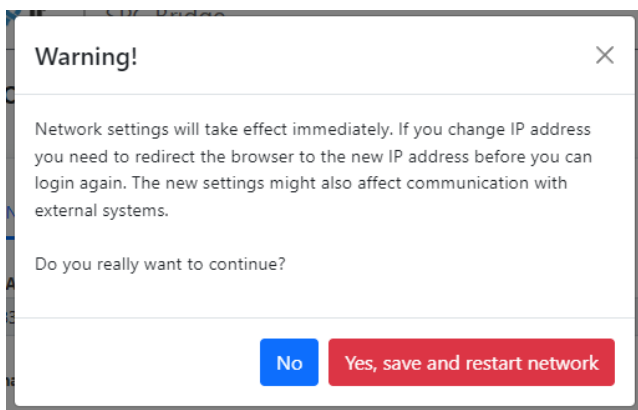 SPC Bridge
Warning!
Network settings will take effect immediately. If you change IP address
you need to redirect the browser to the new IP address before you can
login again. The new settings might also affect communication with
external systems.
Do you really want to continue?
No
Yes, save and restart network